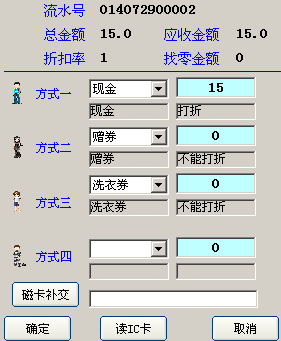 流水号 014072900002
总金额 15.0 应收金额 15.0
折扣率 1 找零金额 0
方式一 现金 15
现金 打折
方式二 赠券 0
赠券 不能打折
方式三 洗衣券 0
洗衣券 不能打折
方式四 0
磁卡补交
确定 读IC卡 取消